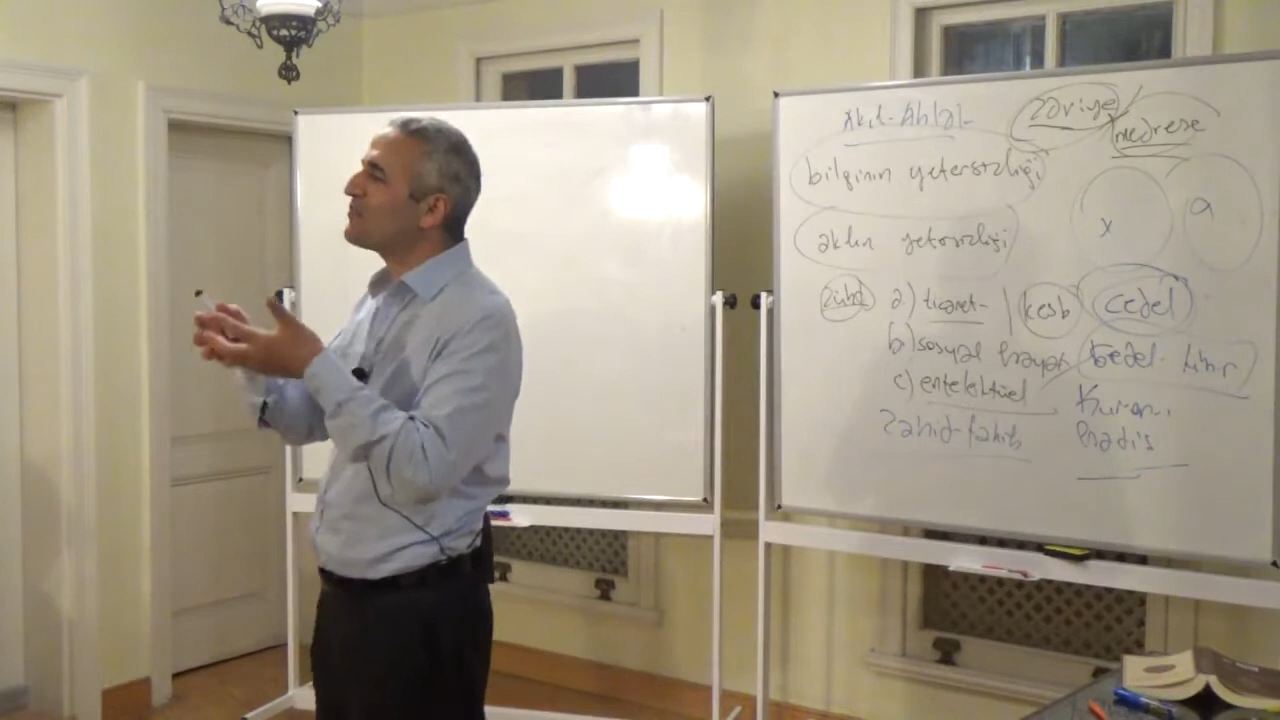 Akıl-Ahlak
zaviye
medrese
bilginin yetersizliği
aklın yetersizliği
x
a
zühd
a) ticaret-
kesb
cedel
b) sosyal hayat
bedel-
c) entelektüel
Kuran-ı
zahid-fakih
hadis